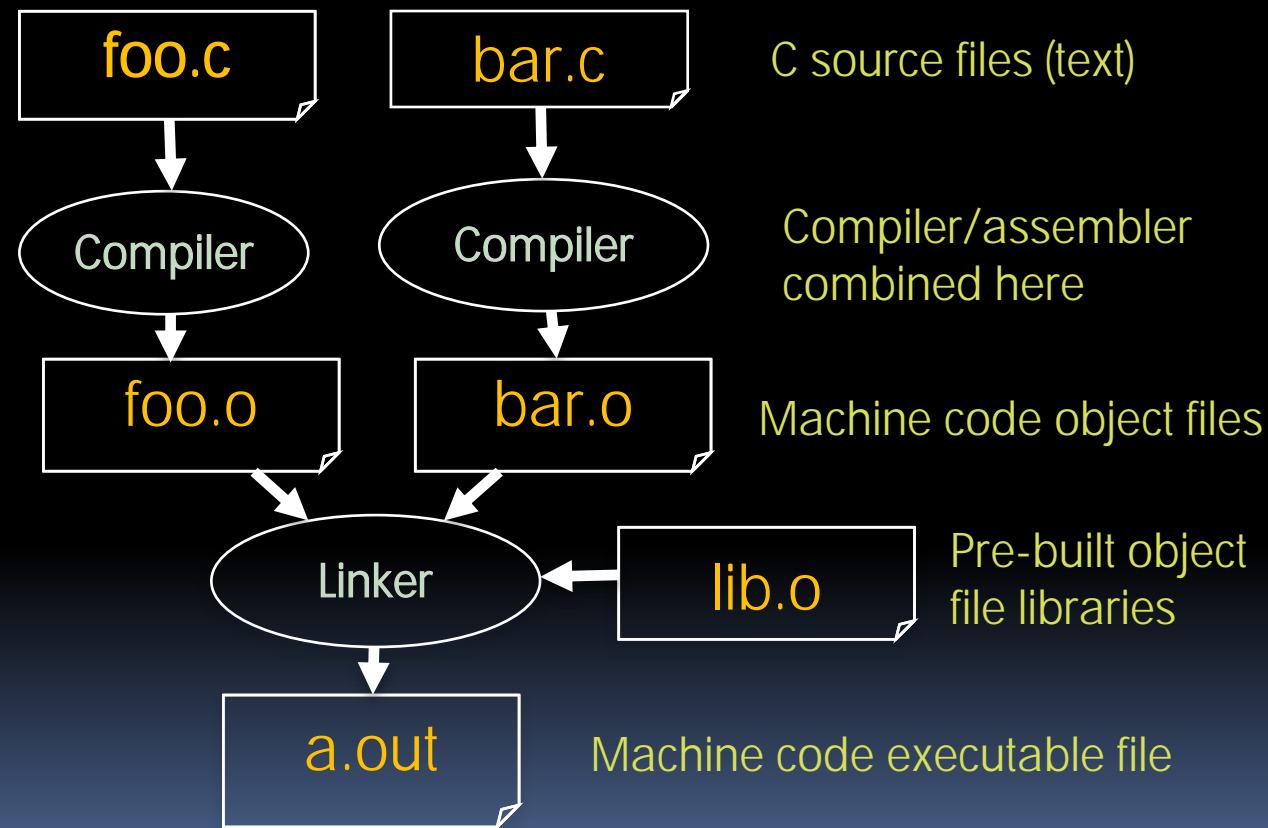 foo.c
bar.c
C source files (text)
Compiler
Compiler
Compiler/assembler
combined here
foo.o
bar.o
Machine code object files
Linker
lib.o
Pre-built object
file libraries
a.out
Machine code executable file